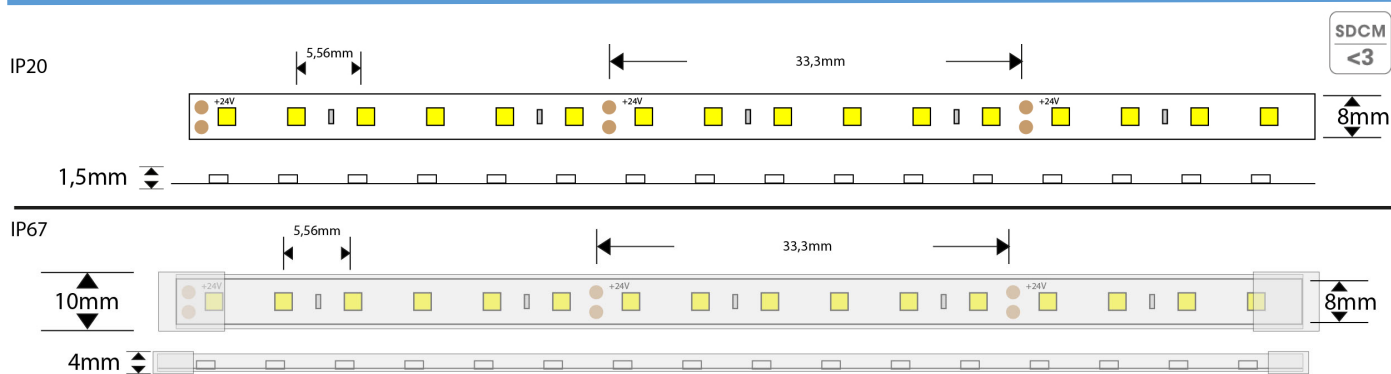 SDCM
<3
IP20
5,56mm
33,3mm
+24V
+24V
+24V
8mm
1,5mm
IP67
5,56mm
33,3mm
10mm
+24V
+24V
+24V
8mm
4mm